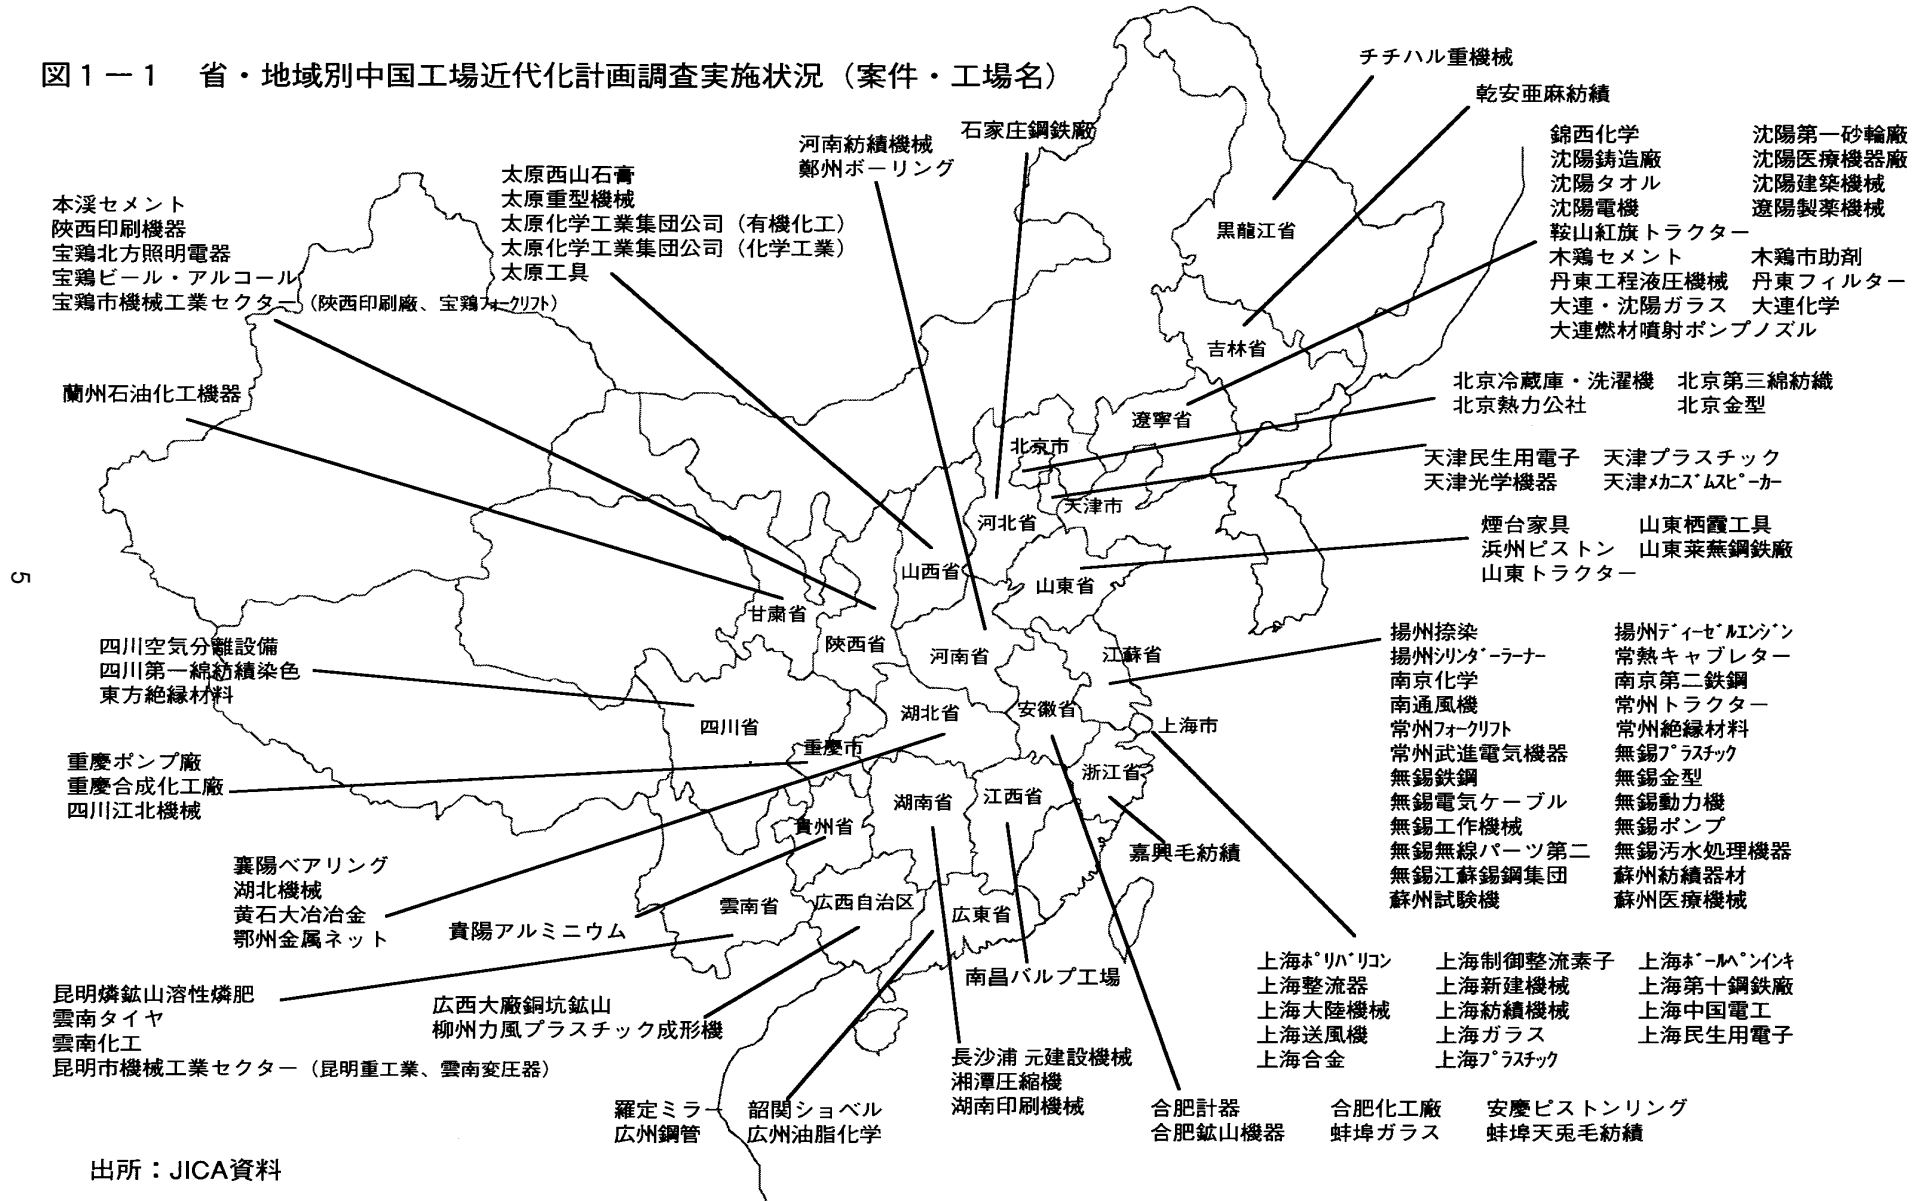 図1－1 省・地域別中国工場近代化計画調査実施状況（案件・工場名）
チチハル重機械
乾安亜麻紡績
石家庄鋼鉄廠
河南紡績機械
鄭州ボーリング
太原西山石膏
太原重型機械
太原化学工業集団公司（有機化工）
太原化学工業集団公司（化学工業）
太原工具
本渓セメント
陝西印刷機器
宝鶏北方照明電器
宝鶏ビール・アルコール
宝鶏市機械工業セクター（陝西印刷廠、宝鶏フォークリフト）
蘭州石油化工機器
錦西化学 沈陽第一砂輪廠
沈陽鋳造廠 沈陽医療機器廠
沈陽タオル 沈陽建築機械
沈陽電機 遼陽製薬機械
鞍山紅旗トラクター
木鶏セメント 木鶏市助剤
丹東工程液圧機械 丹東フィルター
大連・沈陽ガラス 大連化学
大連燃材噴射ポンプノズル
北京冷蔵庫・洗濯機 北京第三綿紡織
北京熱力公社 北京金型
天津民生用電子 天津プラスチック
天津光学機器 天津メカニズムスピーカー
煙台家具 山東栖霞工具
浜州ピストン 山東莱蕪鋼鉄廠
山東トラクター
揚州捺染 揚州ディーゼルエンジン
揚州シリンダーラーナー 常熱キャブレター
南京化学 南京第二鉄鋼
南通風機 常州トラクター
常州フォークリフト 常州絶縁材料
常州武進電気機器 無錫プラスチック
無錫鉄鋼 無錫金型
無錫電気ケーブル 無錫動力機
無錫工作機械 無錫ポンプ
無錫無線パーツ第二 無錫汚水処理機器
無錫江蘇錫鋼集団 蘇州紡績器材
蘇州試験機 蘇州医療機械
黒龍江省
吉林省
遼寧省
北京市
天津市
河北省
山西省
山東省
甘粛省
陝西省
河南省
江蘇省
四川省
湖北省
安徽省
上海市
重慶市
浙江省
湖南省
江西省
貴州省
雲南省
広西自治区
広東省
四川空気分離設備
四川第一綿紡績染色
東方絶縁材料
重慶ポンプ廠
重慶合成化工廠
四川江北機械
襄陽ベアリング
湖北機械
黄石大冶冶金
鄂州金属ネット
貴陽アルミニウム
嘉興毛紡績
南昌バルブ工場
昆明燐鉱山溶性燐肥
雲南タイヤ
雲南化工
昆明市機械工業セクター（昆明重工業、雲南変圧器）
広西大廠銅坑鉱山
柳州力風プラスチック成形機
羅定ミラー 韶関ショベル
広州鋼管 広州油脂化学
長沙浦元建設機械
湘潭圧縮機
湖南印刷機械
上海ポリバリコン 上海制御整流素子 上海ボールペンインキ
上海整流器 上海新建機械 上海第十鋼鉄廠
上海大陸機械 上海紡績機械 上海中国電工
上海送風機 上海ガラス 上海民生用電子
上海合金 上海プラスチック
合肥計器 合肥化工廠 安慶ピストンリング
合肥鉱山機器 蚌埠ガラス 蚌埠天兎毛紡績
出所：JICA資料
5